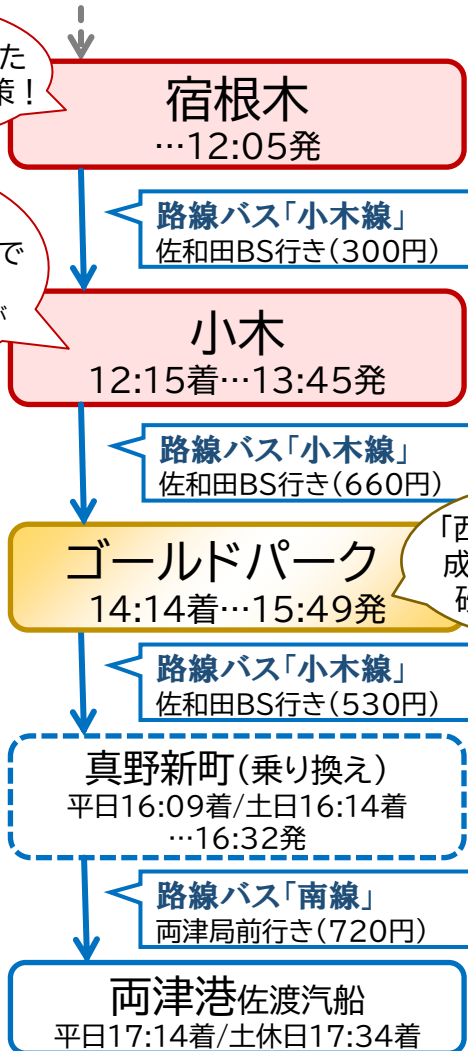 た
策！
宿根木
…12:05発
路線バス「小木線」
佐和田BS行き(300円)
で
が
小木
12:15着…13:45発
路線バス「小木線」
佐和田BS行き(660円)
「西
成
砂
ゴールドパーク
14:14着…15:49発
路線バス「小木線」
佐和田BS行き(530円)
真野新町(乗り換え)
平日16:09着/土日16:14着
…16:32発
路線バス「南線」
両津局前行き(720円)
両津港佐渡汽船
平日17:14着/土休日17:34着